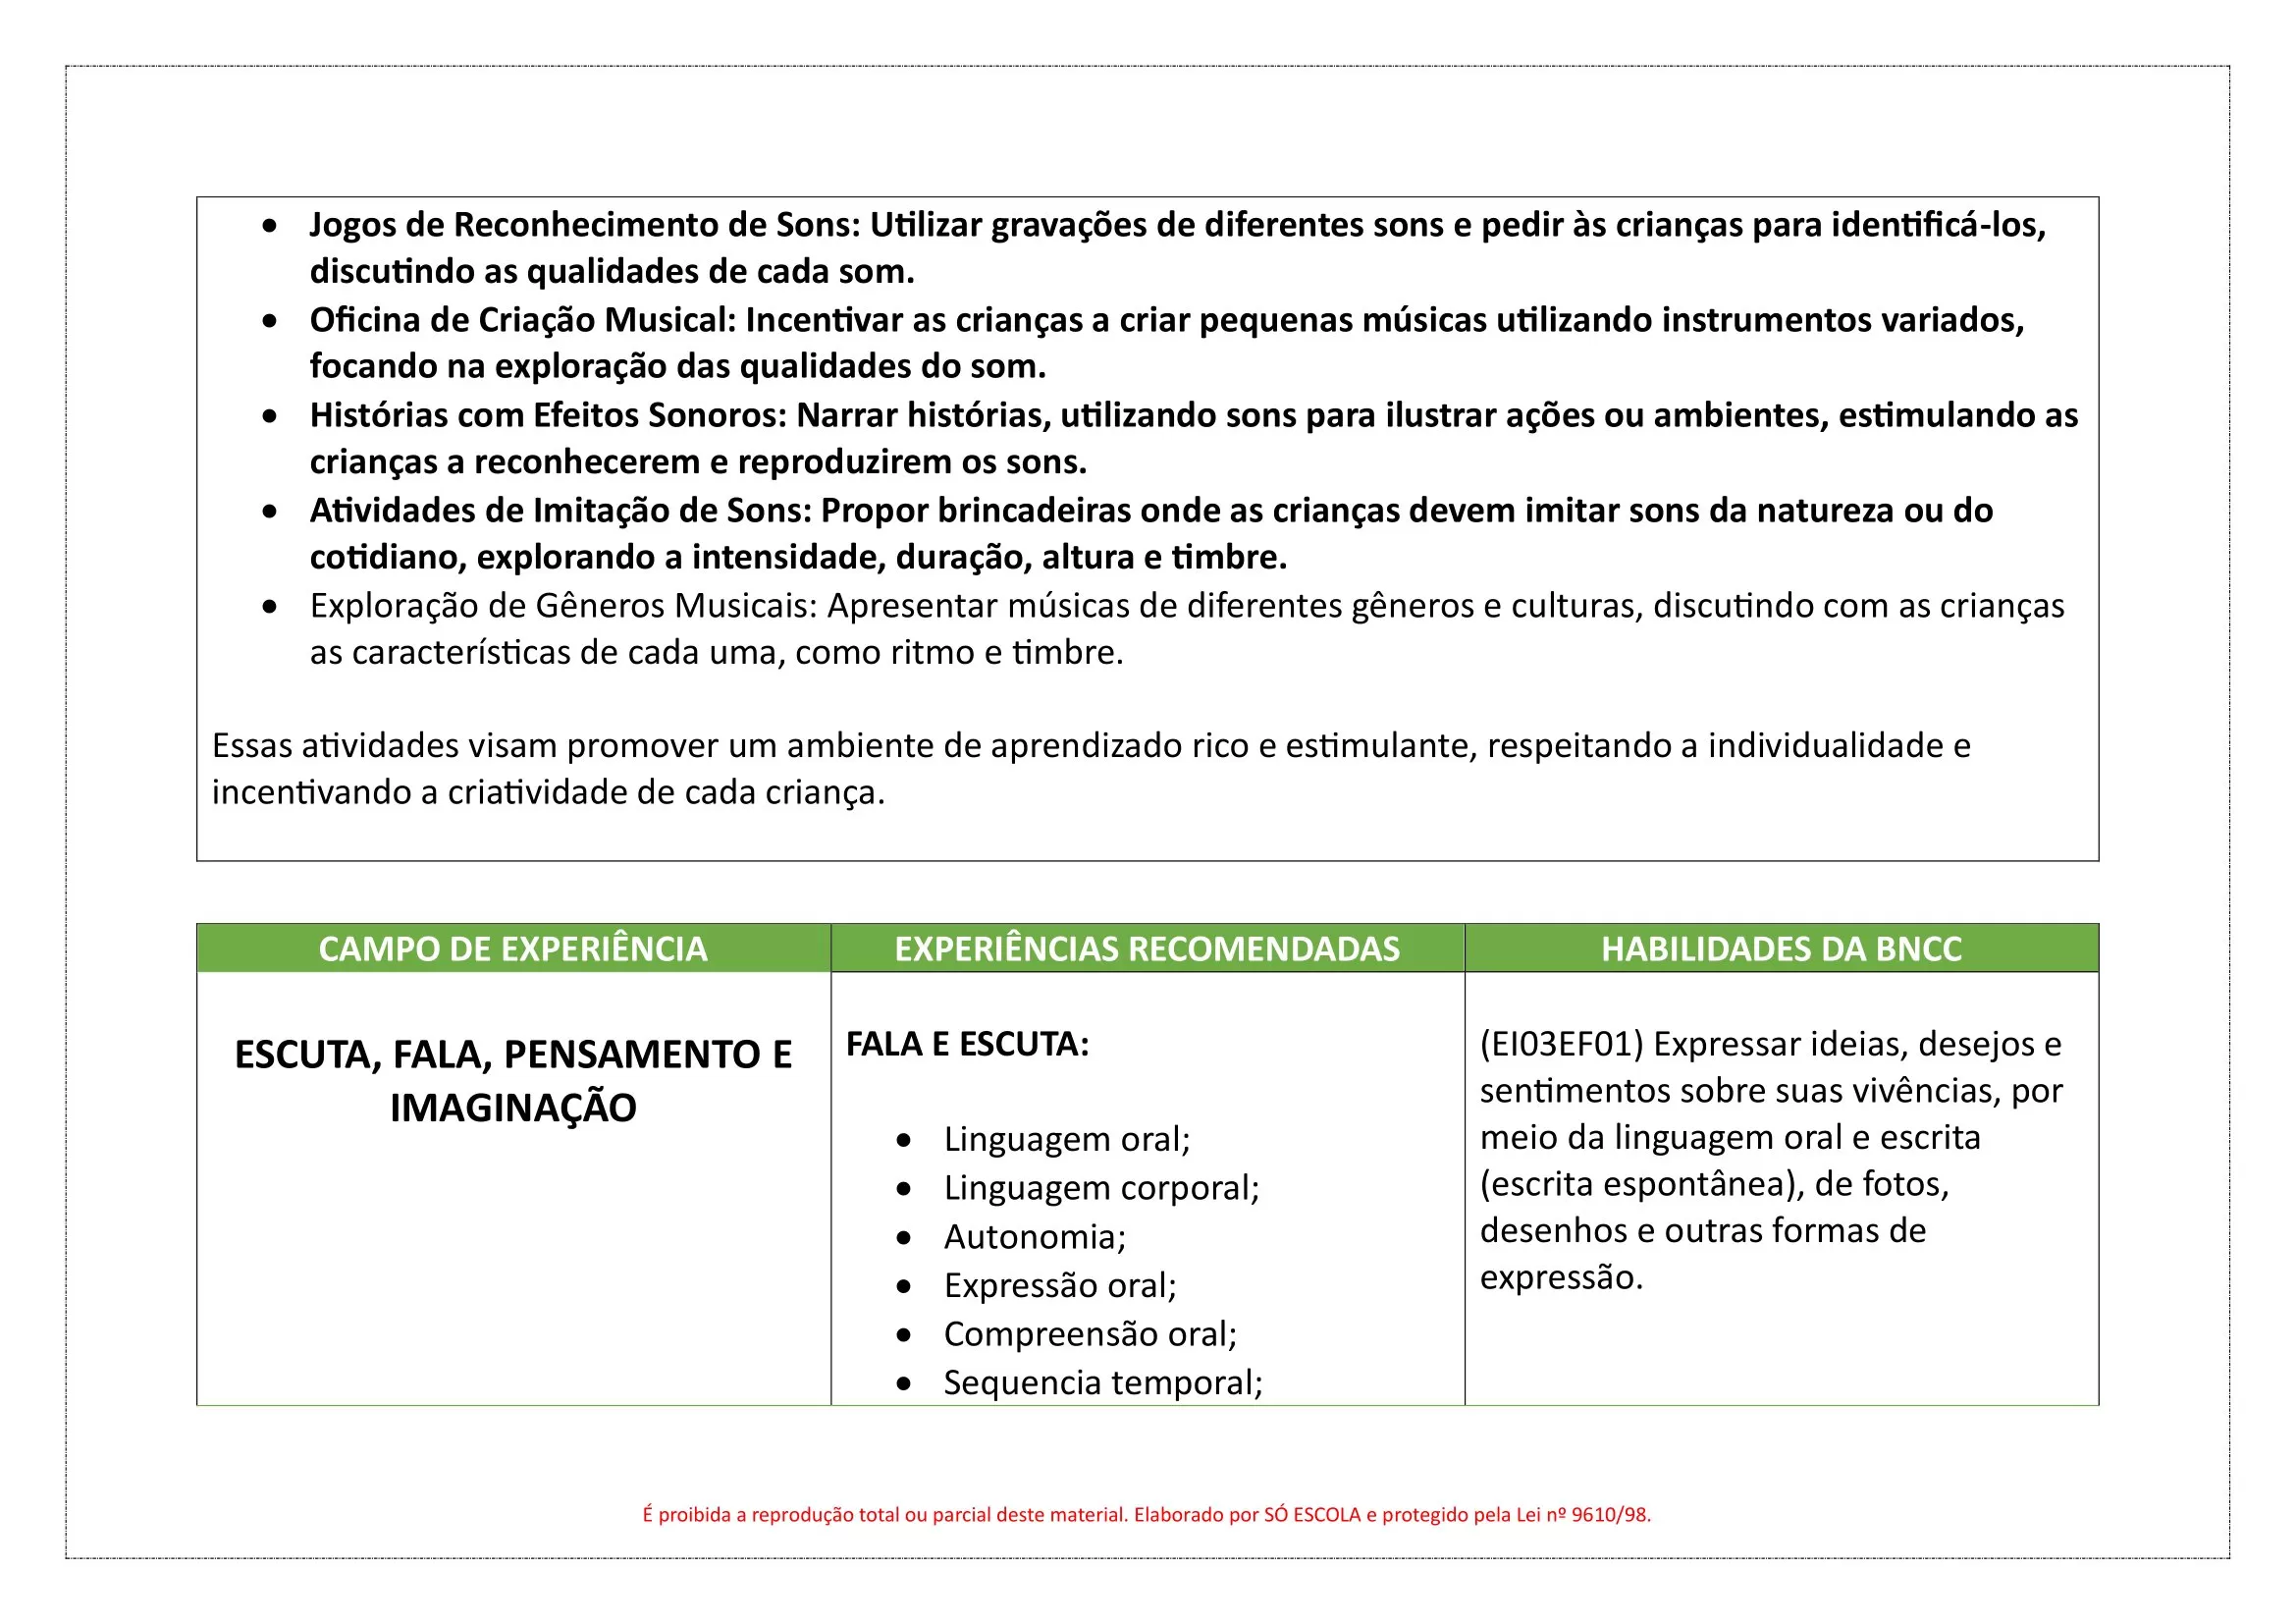 • Jogos de Reconhecimento de Sons: Utilizar gravações de diferentes sons e pedir às crianças para identificá-los,
discutindo as qualidades de cada som.
• Oficina de Criação Musical: Incentivar as crianças a criar pequenas músicas utilizando instrumentos variados,
focando na exploração das qualidades do som.
• Histórias com Efeitos Sonoros: Narrar histórias, utilizando sons para ilustrar ações ou ambientes, estimulando as
crianças a reconhecerem e reproduzirem os sons.
• Atividades de Imitação de Sons: Propor brincadeiras onde as crianças devem imitar sons da natureza ou do
cotidiano, explorando a intensidade, duração, altura e timbre.
• Exploração de Gêneros Musicais: Apresentar músicas de diferentes gêneros e culturas, discutindo com as crianças
as características de cada uma, como ritmo e timbre.
Essas atividades visam promover um ambiente de aprendizado rico e estimulante, respeitando a individualidade e
incentivando a criatividade de cada criança.
CAMPO DE EXPERIÊNCIA
EXPERIÊNCIAS RECOMENDADAS
HABILIDADES DA BNCC
ESCUTA, FALA, PENSAMENTO E
IMAGINAÇÃO
FALA E ESCUTA:
• Linguagem oral;
• Linguagem corporal;
• Autonomia;
• Expressão oral;
• Compreensão oral;
• Sequencia temporal;
(EI03EF01) Expressar ideias, desejos e
sentimentos sobre suas vivências, por
meio da linguagem oral e escrita
(escrita espontânea), de fotos,
desenhos e outras formas de
expressão.
É proibida a reprodução total ou parcial deste material. Elaborado por SÓ ESCOLA e protegido pela Lei nº 9610/98.